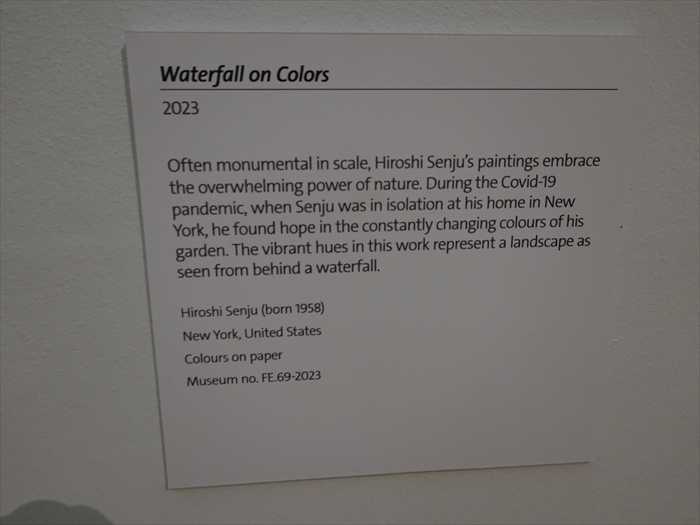 Waterfall on Colors
2023
Often monumental in scale, Hiroshi Senju's paintings embrace
the overwhelming power of nature. During the Covid-19
pandemic, when Senju was in isolation at his home in New
York, he found hope in the constantly changing colours of his
garden. The vibrant hues in this work represent a landscape as
seen from behind a waterfall.
Hiroshi Senju (born 1958)
New York, United States
Colours on paper
Museum no. FE.69-2023